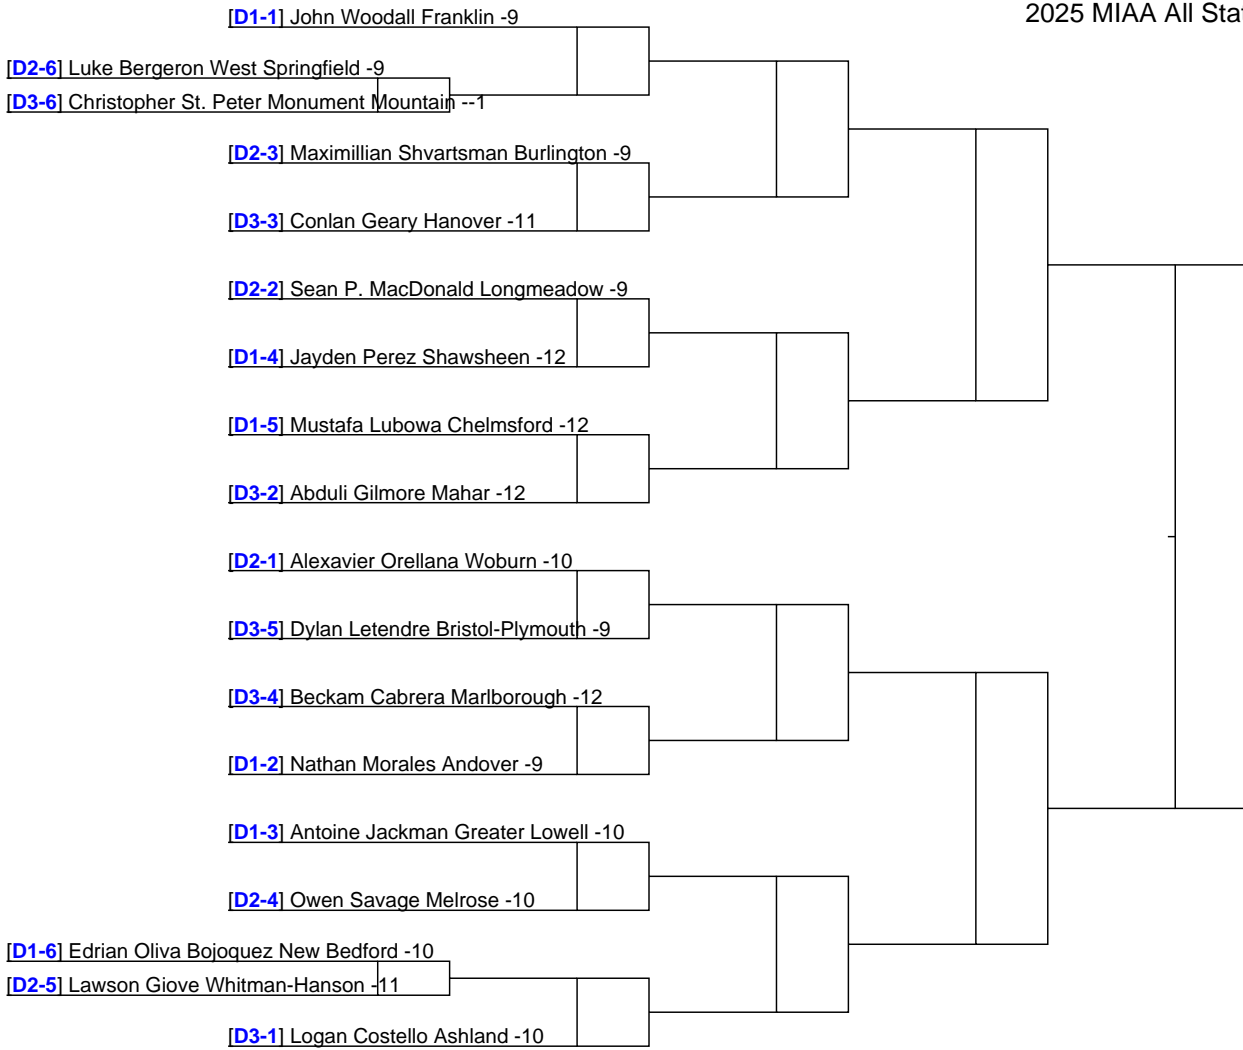 [D1-1] John Woodall Franklin -9
2025 MIAA All Stat
[D2-6] Luke Bergeron West Springfield -9
[D3-6] Christopher St. Peter Monument Mountain --1
[D2-3] Maximillian Shvartsman Burlington -9
[D3-3] Conlan Geary Hanover -11
[D2-2] Sean P. MacDonald Longmeadow -9
[D1-4] Jayden Perez Shawsheen -12
[D1-5] Mustafa Lubowa Chelmsford -12
[D3-2] Abduli Gilmore Mahar -12
[D2-1] Alexavier Orellana Woburn -10
[D3-5] Dylan Letendre Bristol-Plymouth -9
[D3-4] Beckam Cabrera Marlborough -12
[D1-2] Nathan Morales Andover -9
[D1-3] Antoine Jackman Greater Lowell -10
[D2-4] Owen Savage Melrose -10
[D1-6] Edrian Oliva Bojoquez New Bedford -10
[D2-5] Lawson Giove Whitman-Hanson -11
[D3-1] Logan Costello Ashland -10